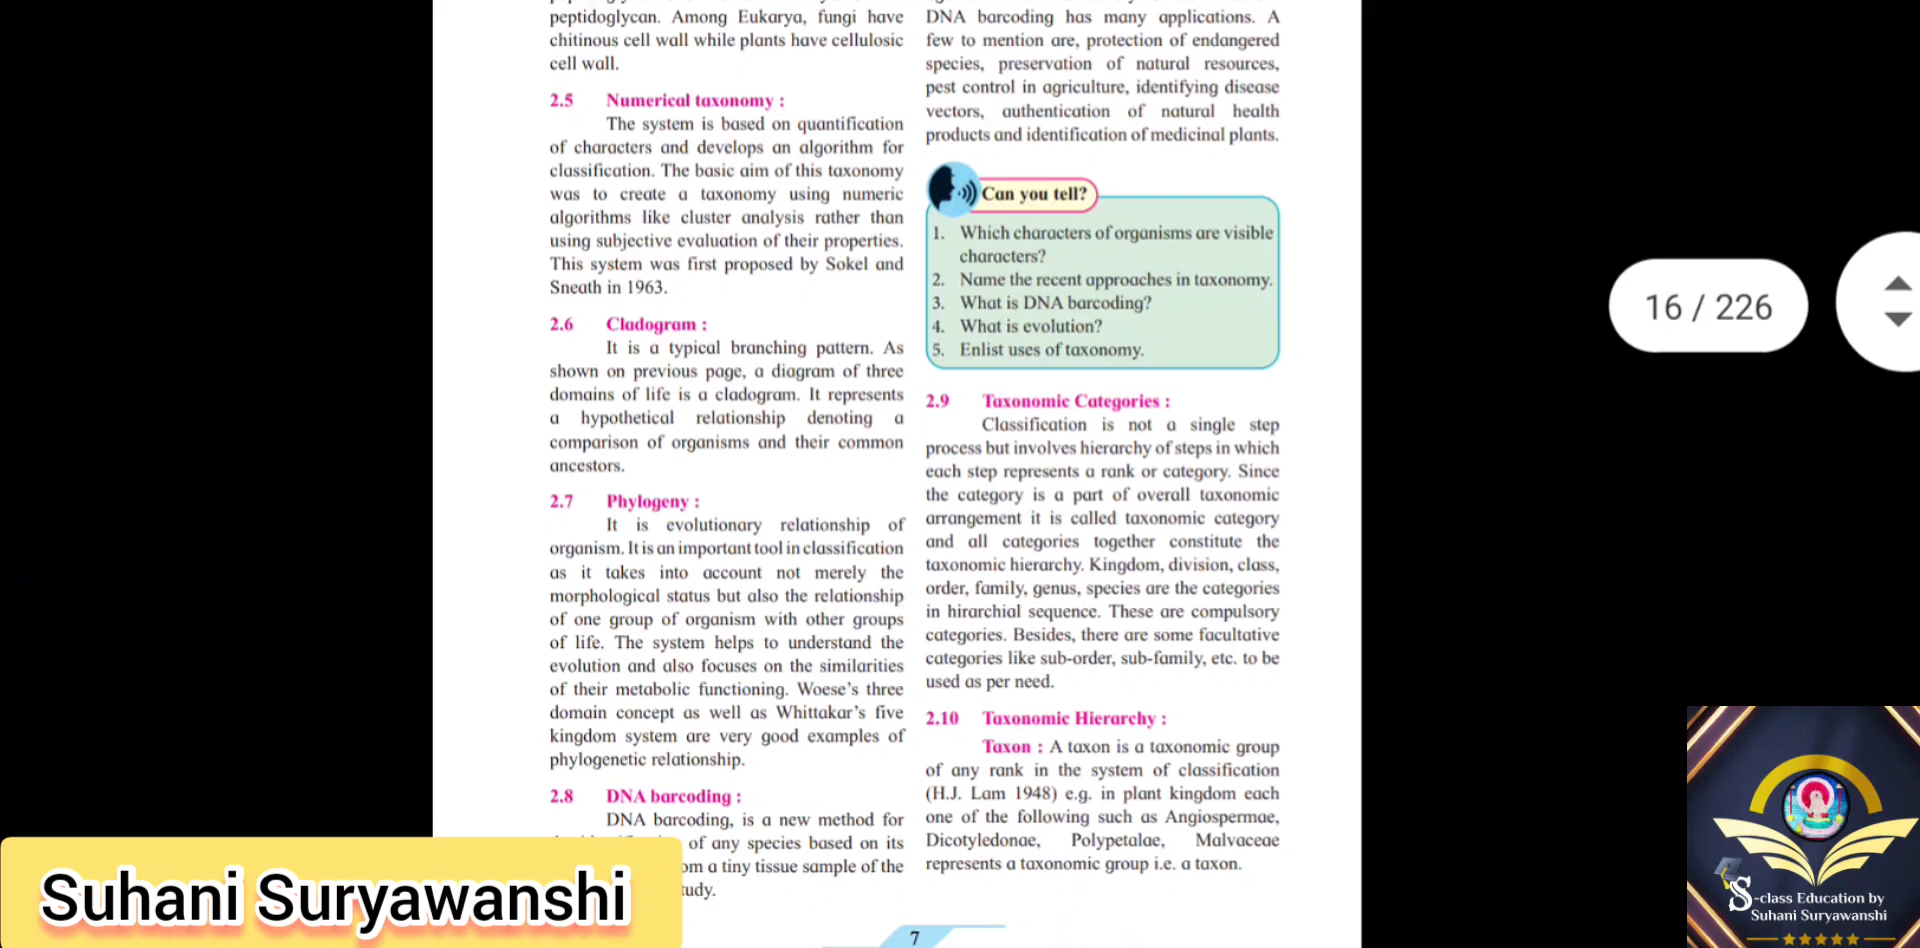 peptidoglycan. Among Eukarya, fungi have
chitinous cell wall while plants have cellulosic
cell wall.
2.5 Numerical taxonomy :
The system is based on quantification
of characters and develops an algorithm for
classification. The basic aim of this taxonomy
was to create a taxonomy using numeric
algorithms like cluster analysis rather than
using subjective evaluation of their properties.
This system was first proposed by Sokel and
Sneath in 1963.
2.6 Cladogram :
It is a typical branching pattern. As
shown on previous page, a diagram of three
domains of life is a cladogram. It represents
a hypothetical relationship denoting a
comparison of organisms and their common
ancestors.
2.7 Phylogeny :
It is evolutionary relationship of
organism. It is an important tool in classification
as it takes into account not merely the
morphological status but also the relationship
of one group of organism with other groups
of life. The system helps to understand the
evolution and also focuses on the similarities
of their metabolic functioning. Woese's three
domain concept as well as Whittakar's five
kingdom system are very good examples of
phylogenetic relationship.
2.8 DNA barcoding :
DNA barcoding, is a new method for
of any species based on its
a tiny tissue sample of the
DNA barcoding has many applications. A
few to mention are, protection of endangered
species, preservation of natural resources,
pest control in agriculture, identifying disease
vectors, authentication of natural health
products and identification of medicinal plants.
Can you tell?
1. Which characters of organisms are visible
characters?
2. Name the recent approaches in taxonomy.
3. What is DNA barcoding?
4. What is evolution?
5. Enlist uses of taxonomy.
2.9 Taxonomic Categories :
Classification is not a single step
process but involves hierarchy of steps in which
each step represents a rank or category. Since
the category is a part of overall taxonomic
arrangement it is called taxonomic category
and all categories together constitute the
taxonomic hierarchy. Kingdom, division, class,
order, family, genus, species are the categories
in hirarchial sequence. These are compulsory
categories. Besides, there are some facultative
categories like sub-order, sub-family, etc. to be
used as per need.
2.10 Taxonomic Hierarchy :
Taxon : A taxon is a taxonomic group
of any rank in the system of classification
(H.J. Lam 1948) e.g. in plant kingdom each
one of the following such as Angiospermae,
Dicotyledonae, Polypetalae, Malvaceae
represents a taxonomic group i.e. a taxon.
7
16 / 226
Suhani Suryawanshi
S-class Education by
Suhani Suryawanshi